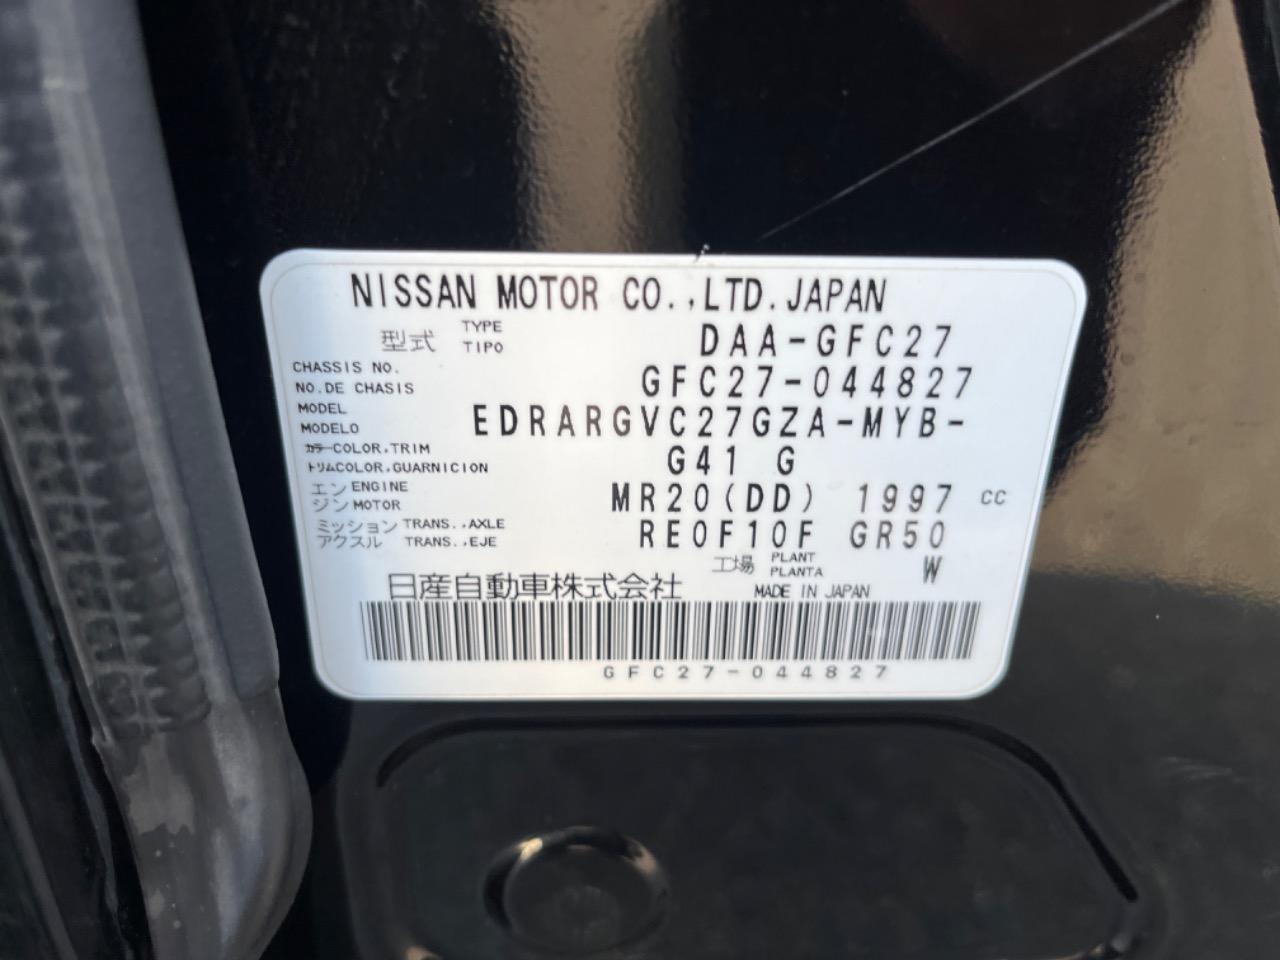 NISSAN MOTOR CO.,LTD.JAPAN
型式 TYPE TIPO DAA-GFC27
CHASSIS NO.
NO.DE CHASIS GFC27-044827
MODEL
MODELO EDRARGVC27GZA-MYB-
カラーCOLOR,TRIM
トリムCOLOR,GUARNICION G41 G
エンジン ENGINE MOTOR MR20(DD) 1997 CC
ミッション TRANS.,AXLE
アクスル TRANS.,EJE RE0F10F GR50
工場 PLANT PLANTA W
日産自動車株式会社 MADE IN JAPAN
GFC27-044827